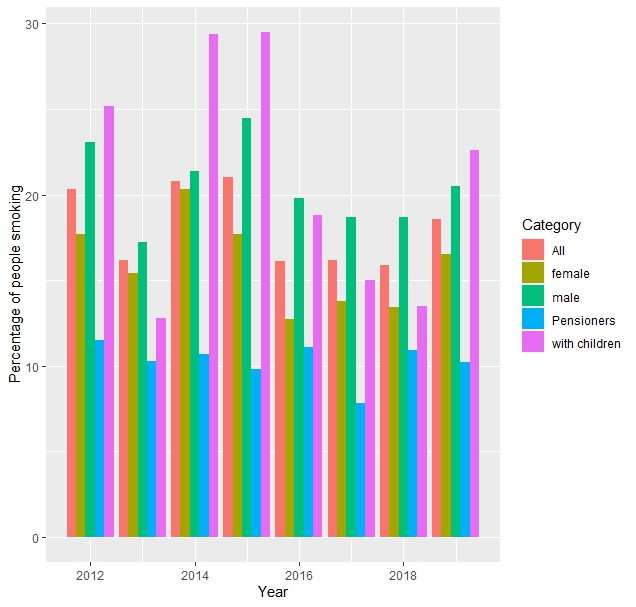 Percentage of people smoking
30
20
10
0
2012
2014
2016
2018
Year
Category
All
female
male
Pensioners
with children